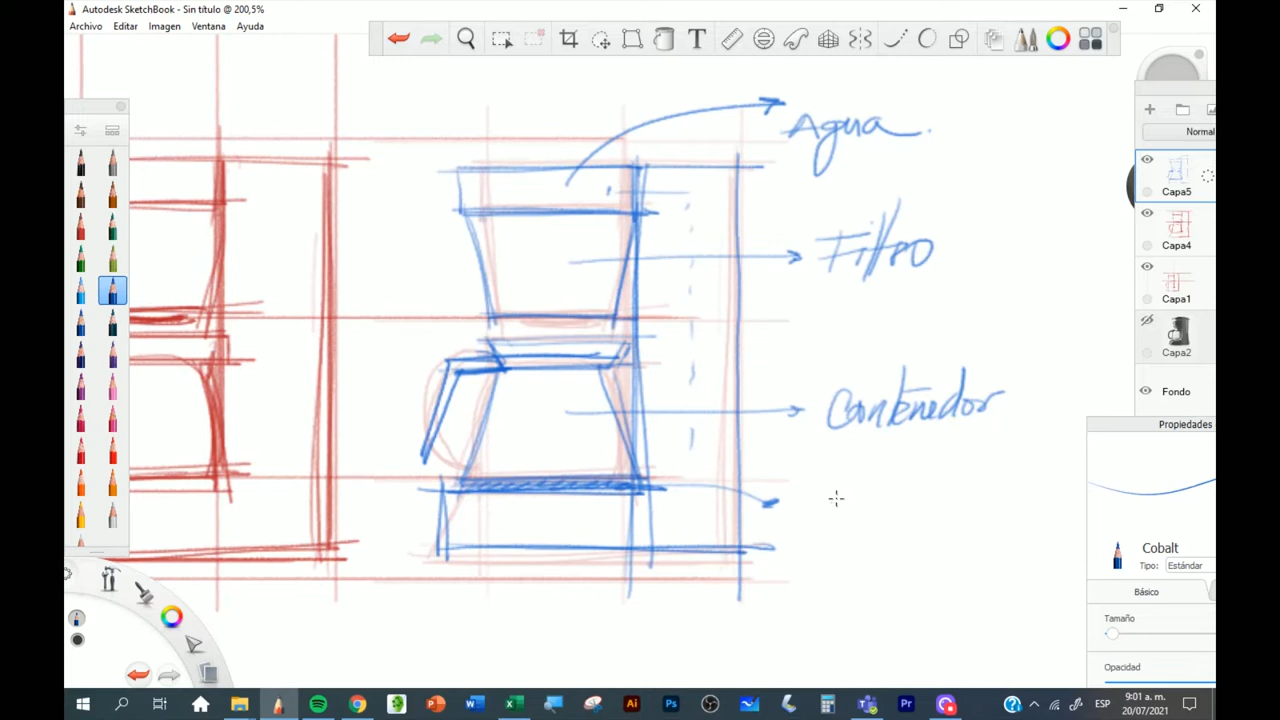 Autodesk SketchBook - Sin título @ 200,5%
Archivo Editar Imagen Ventana Ayuda
Agua
Filtro
Contenedor
Normal
Capa5
Capa4
Capa1
Capa2
Fondo
Propiedades
Cobalt
Tipo: Estándar
Básico
Tamaño
Opacidad
ESP
9:01 a. m.
20/07/2021